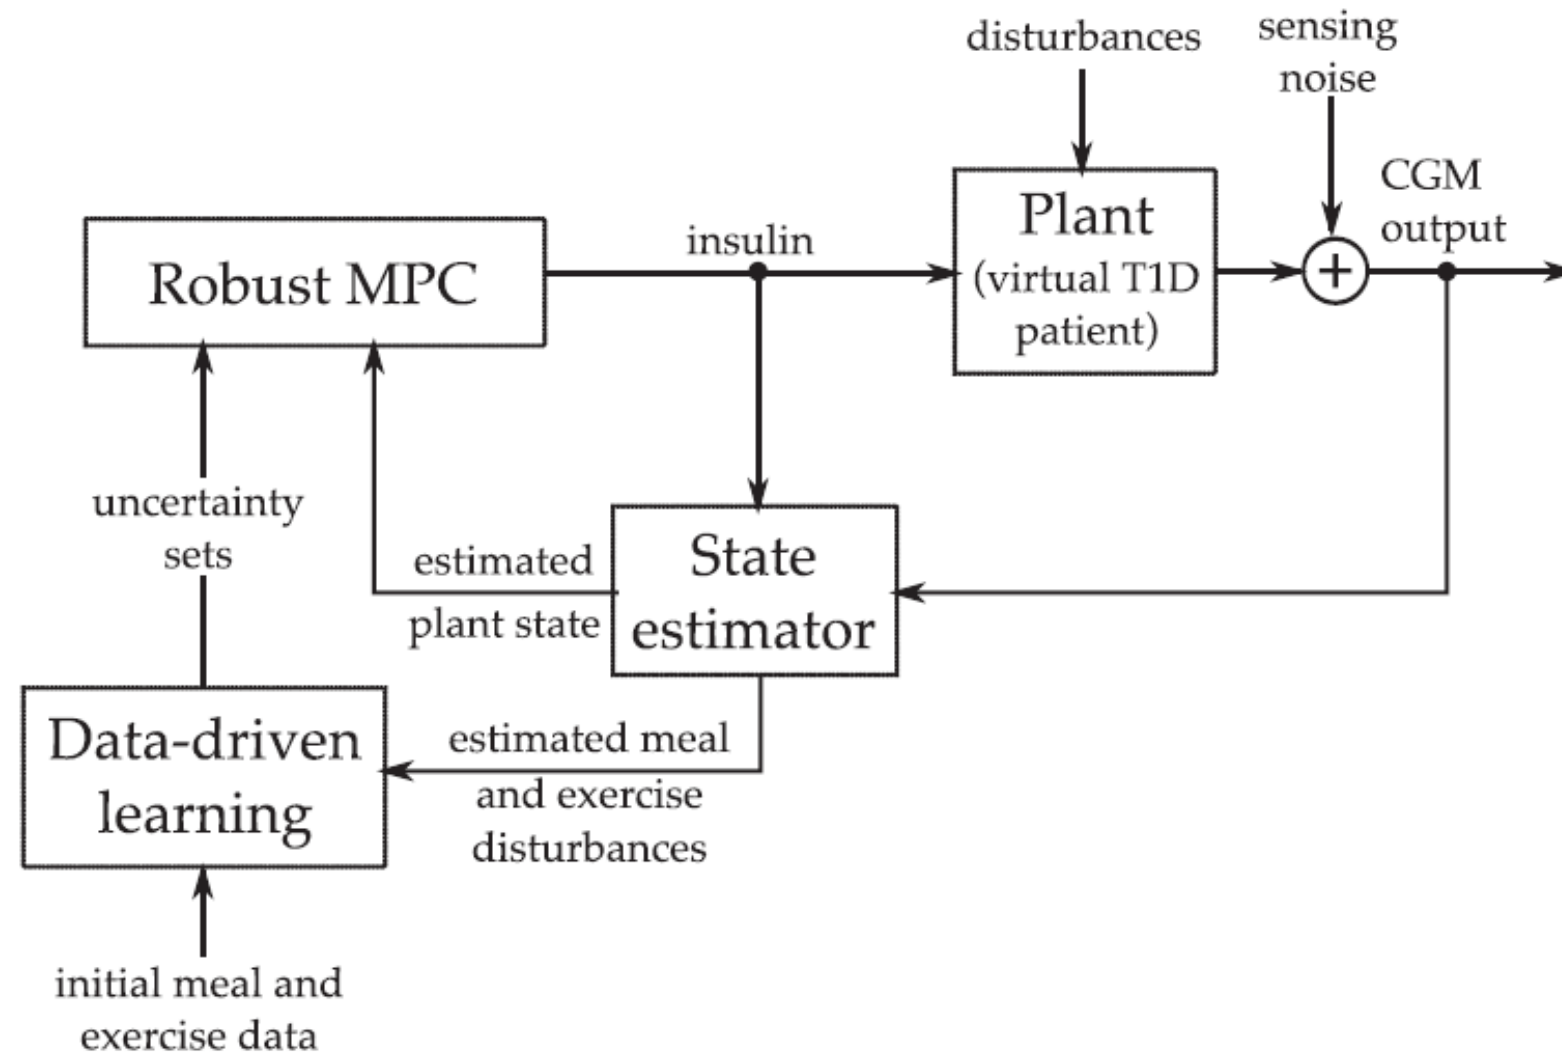 disturbances
sensing
noise
CGM
output
Plant
(virtual T1D
patient)
insulin
Robust MPC
uncertainty
sets
estimated
plant state
State
estimator
Data-driven
learning
estimated meal
and exercise
disturbances
initial meal and
exercise data